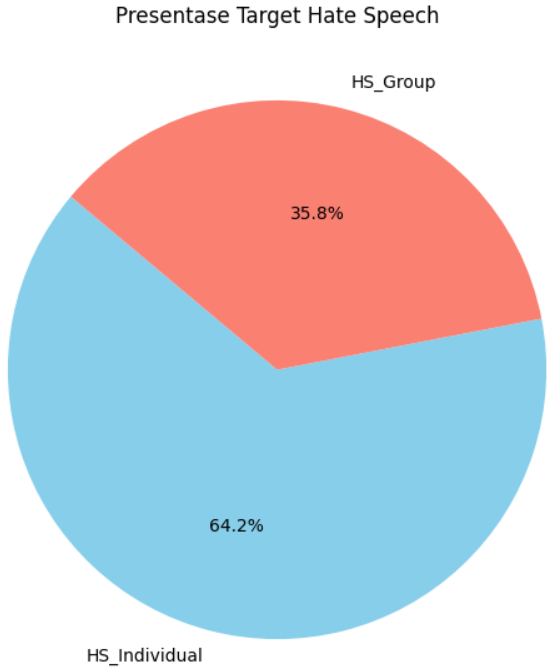 Presentase Target Hate Speech
HS_Group
35.8%
64.2%
HS_Individual